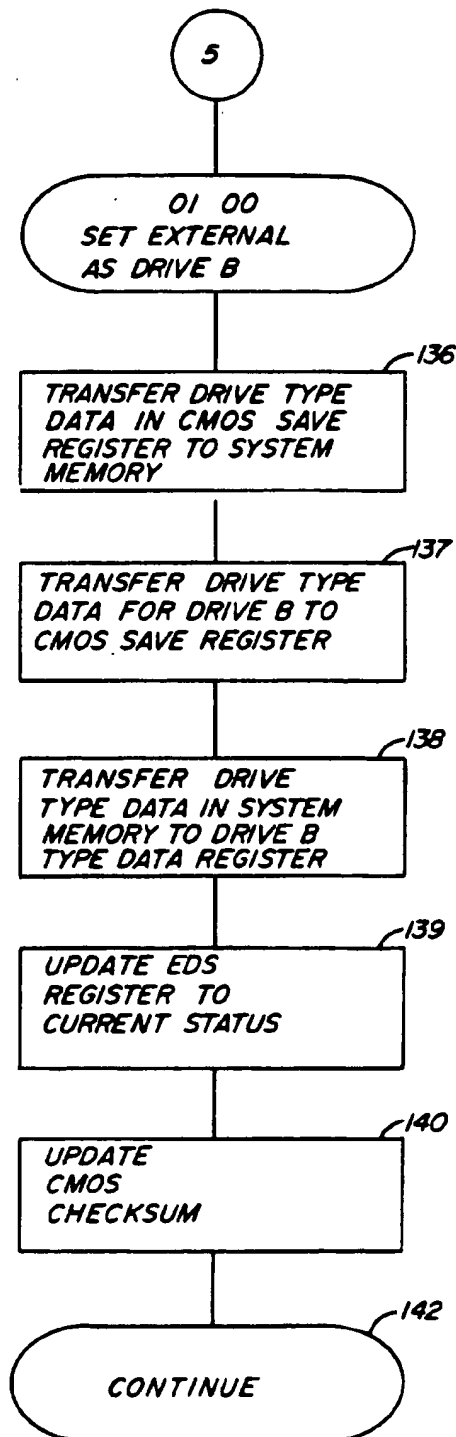 5
01 00
SET EXTERNAL
AS DRIVE B
136
TRANSFER DRIVE TYPE
DATA IN CMOS SAVE
REGISTER TO SYSTEM
MEMORY
137
TRANSFER DRIVE TYPE
DATA FOR DRIVE B TO
CMOS SAVE REGISTER
138
TRANSFER DRIVE
TYPE DATA IN SYSTEM
MEMORY TO DRIVE B
TYPE DATA REGISTER
139
UPDATE EDS
REGISTER TO
CURRENT STATUS
140
UPDATE
CMOS
CHECKSUM
142
CONTINUE